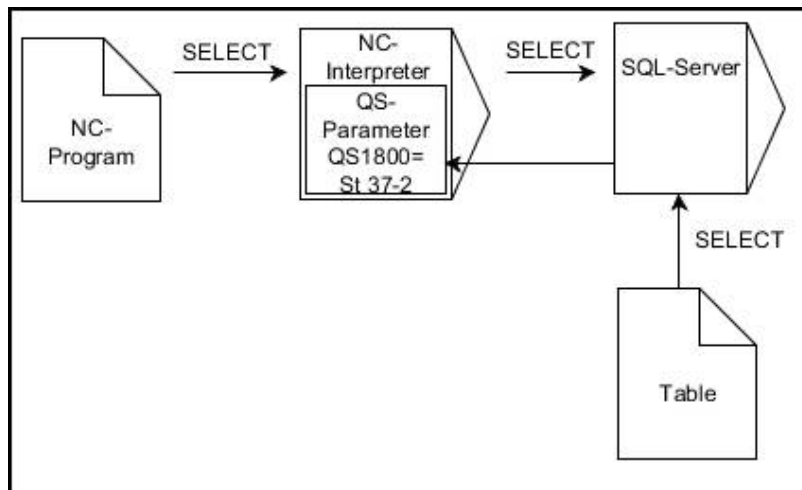 NC-
Program
SELECT
NC-
Interpreter
QS-
Parameter
QS1800=
St 37-2
SELECT
SQL-Server
SELECT
Table